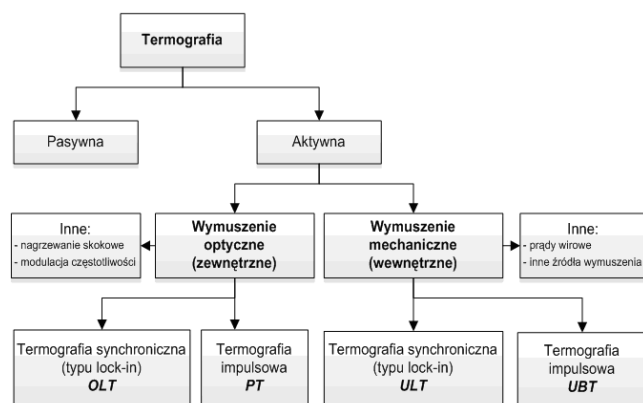 Termografia
Pasywna
Aktywna
Inne:
- nagrzewanie skokowe
- modulacja częstotliwości
Wymuszenie
optyczne
(zewnętrzne)
Wymuszenie
mechaniczne
(wewnętrzne)
Inne:
- prądy wirowe
- inne źródła wymuszenia
Termografia synchroniczna
(typu lock-in)
OLT
Termografia
impulsowa
PT
Termografia synchroniczna
(typu lock-in)
ULT
Termografia
impulsowa
UBT